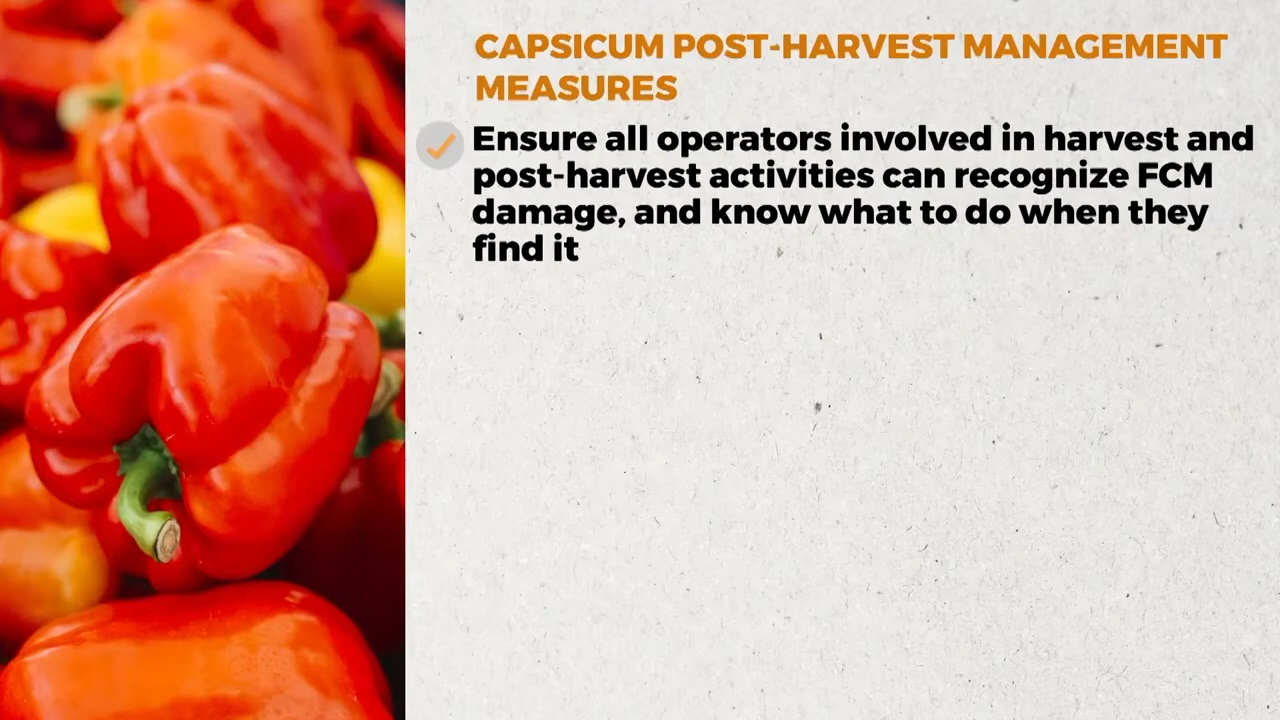 CAPSICUM POST-HARVEST MANAGEMENT
MEASURES
Ensure all operators involved in harvest and
post-harvest activities can recognize FCM
damage, and know what to do when they
find it